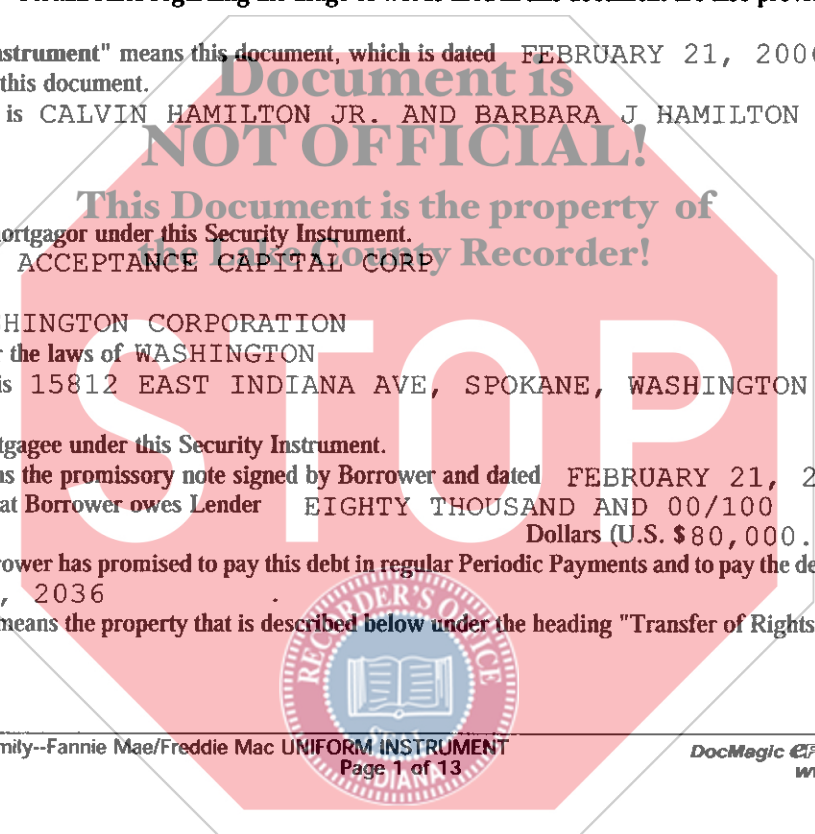 nstrument" means this document, which is dated FEBRUARY 21, 2006
this document.
Document is
is CALVIN HAMILTON JR. AND BARBARA J HAMILTON
NOT OFFICIAL!
This Document is the property of
ortgagor under this Security Instrument.
the Lake County Recorder!
ACCEPTANCE CAPITAL CORP
HINGTON CORPORATION
the laws of WASHINGTON
is 15812 EAST INDIANA AVE, SPOKANE, WASHINGTON
STOP
tgagee under this Security Instrument.
ns the promissory note signed by Borrower and dated FEBRUARY 21, 2
at Borrower owes Lender EIGHTY THOUSAND AND 00/100
Dollars (U.S. $80,000.
rower has promised to pay this debt in regular Periodic Payments and to pay the de
, 2036 .
means the property that is described below under the heading "Transfer of Rights
RECORDER'S OFFICE
SEAL
INDIANA
mily--Fannie Mae/Freddie Mac UNIFORM INSTRUMENT
Page 1 of 13
DocMagic